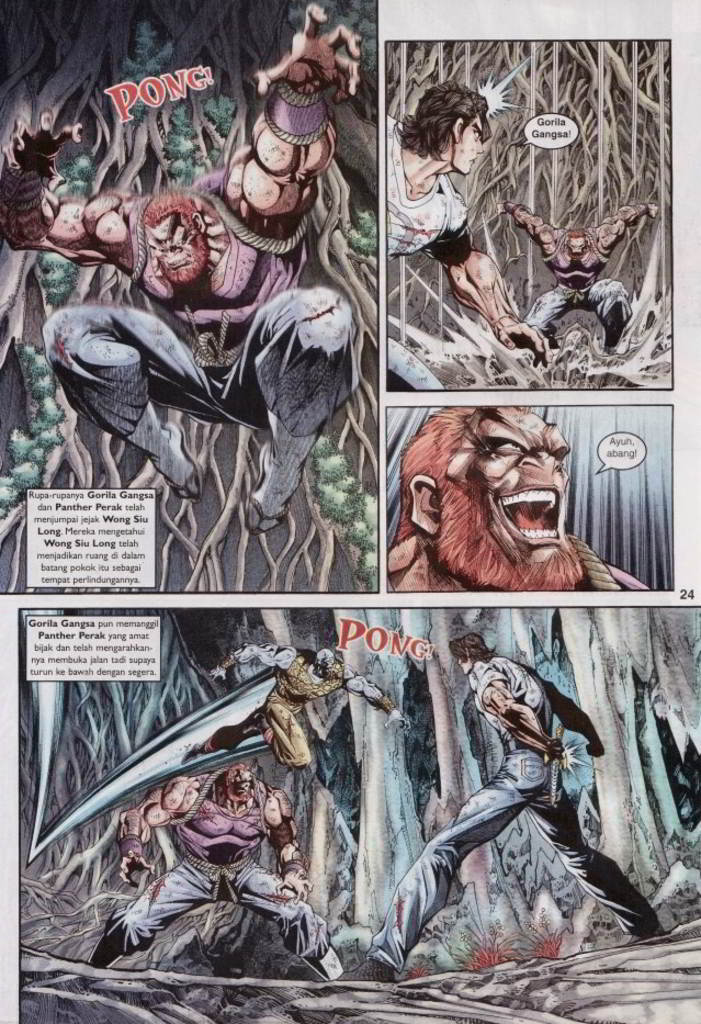 PONG!
Gorila
Gangsa!
Ayuh,
abang!
Rupa-rupanya Gorila Gangsa
dan Panther Perak telah
menjumpai jejak Wong Siu
Long. Mereka mengetahui
Wong Siu Long telah
menjadikan ruang di dalam
batang pokok itu sebagai
tempat perlindungannya.
24
Gorila Gangsa pun memanggil
Panther Perak yang amat
bijak dan telah mengarahkan-
nya membuka jalan tadi supaya
turun ke bawah dengan segera.
PONG!